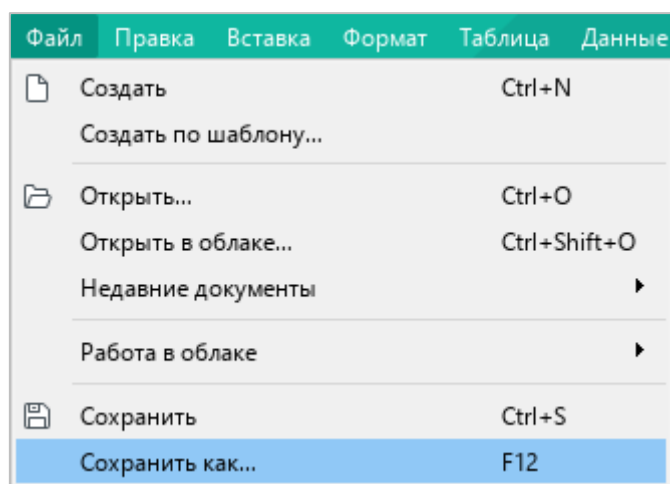 Файл Правка Вставка Формат Таблица Данные
Создать Ctrl+N
Создать по шаблону...
Открыть... Ctrl+O
Открыть в облаке... Ctrl+Shift+O
Недавние документы
Работа в облаке
Сохранить Ctrl+S
Сохранить как... F12